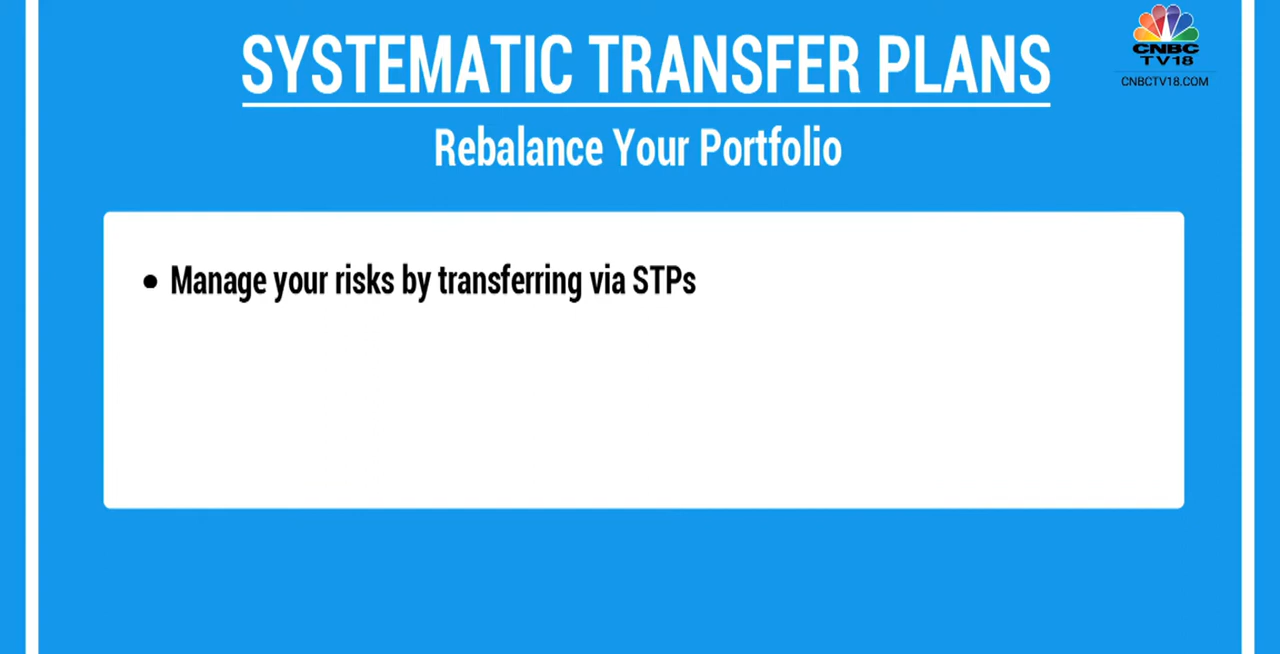 SYSTEMATIC TRANSFER PLANS
CNBC
TV18
CNBCTV18.COM
Rebalance Your Portfolio
• Manage your risks by transferring via STPs